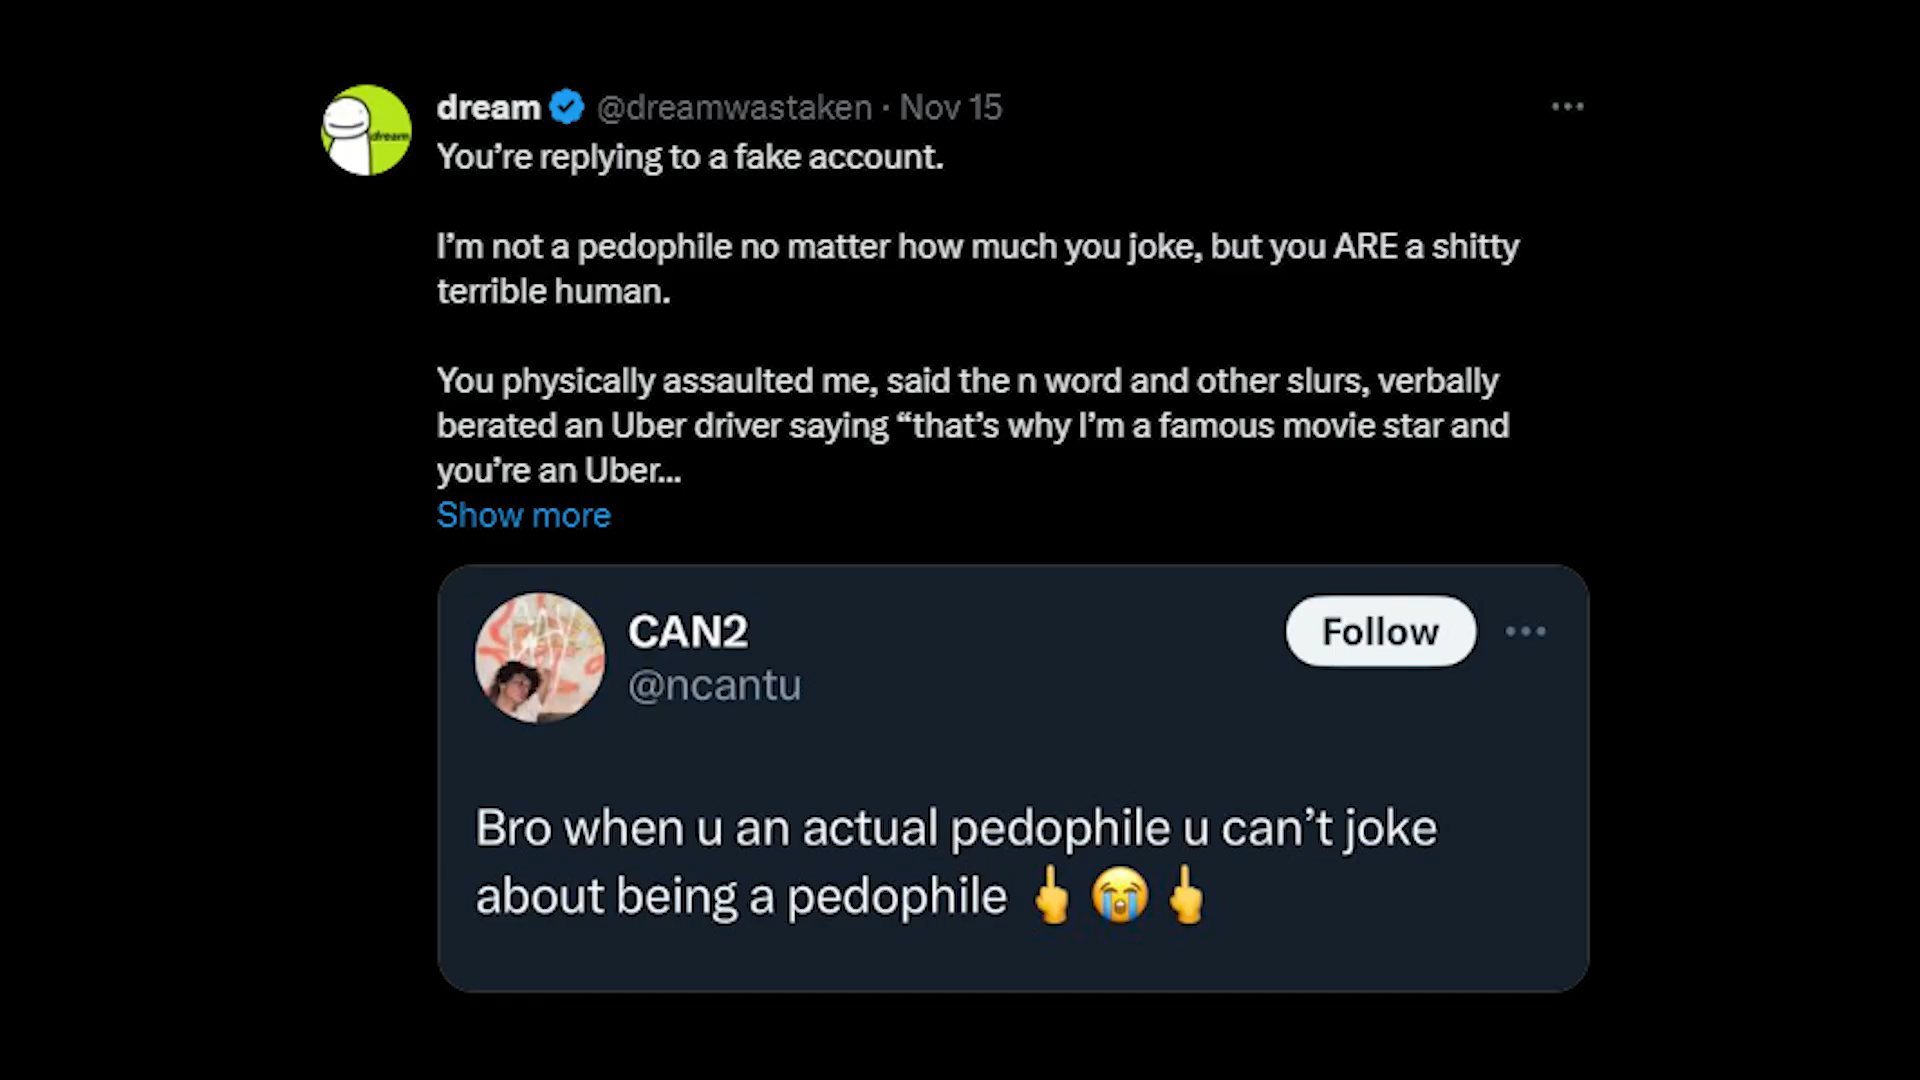 dream @dreamwastaken · Nov 15
You're replying to a fake account.
I'm not a pedophile no matter how much you joke, but you ARE a shitty
terrible human.
You physically assaulted me, said the n word and other slurs, verbally
berated an Uber driver saying “that's why I'm a famous movie star and
you're an Uber...
Show more
dream
CAN2
@ncantu
Follow
Bro when u an actual pedophile u can't joke
about being a pedophile 🖕😭🖕